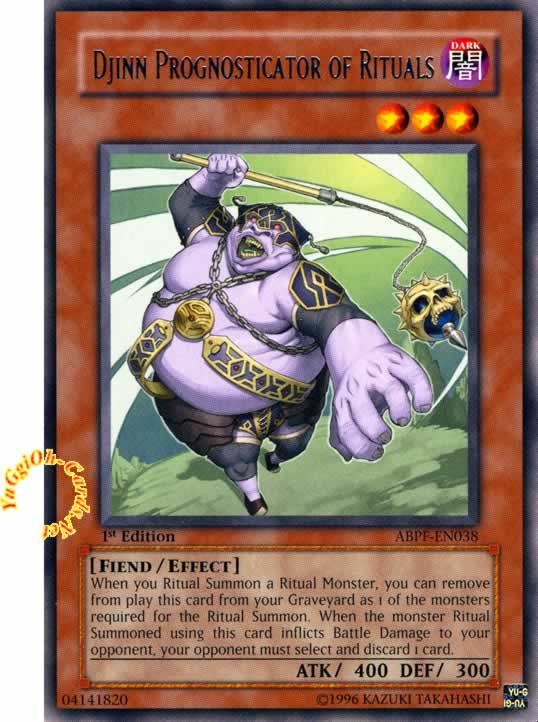 DJINN PROGNOSTICATOR OF RITUALS
DARK
闇
YuGgiOh-Cards.Net
1st Edition
ABPF-EN038
[FIEND / EFFECT]
When you Ritual Summon a Ritual Monster, you can remove
from play this card from your Graveyard as 1 of the monsters
required for the Ritual Summon. When the monster Ritual
Summoned using this card inflicts Battle Damage to your
opponent, your opponent must select and discard 1 card.
ATK/ 400 DEF/ 300
04141820
©1996 KAZUKI TAKAHASHI